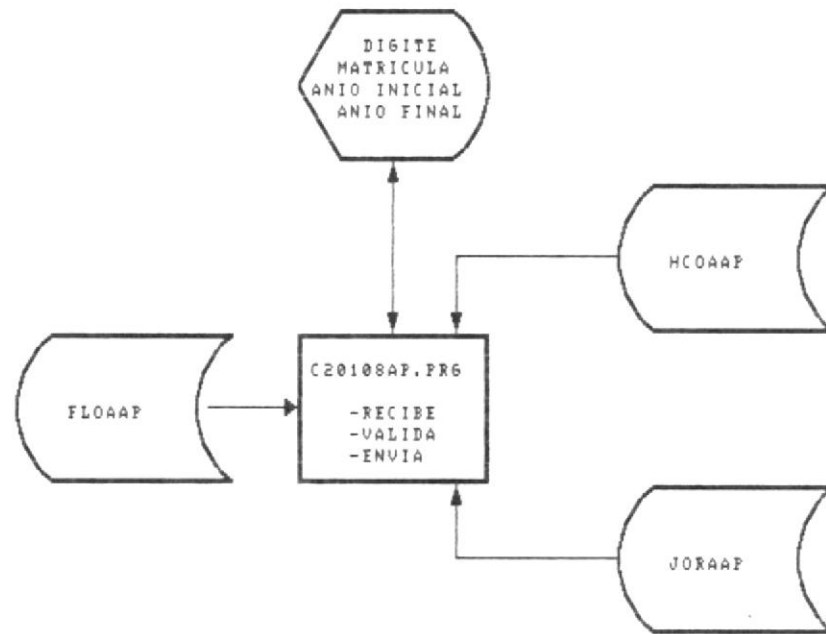 DIGITE
MATRICULA
ANIO INICIAL
ANIO FINAL
HCOAAP
C20108AP.PRG
FLOAAP
-RECIBE
-VALIDA
-ENVIA
JORAAP